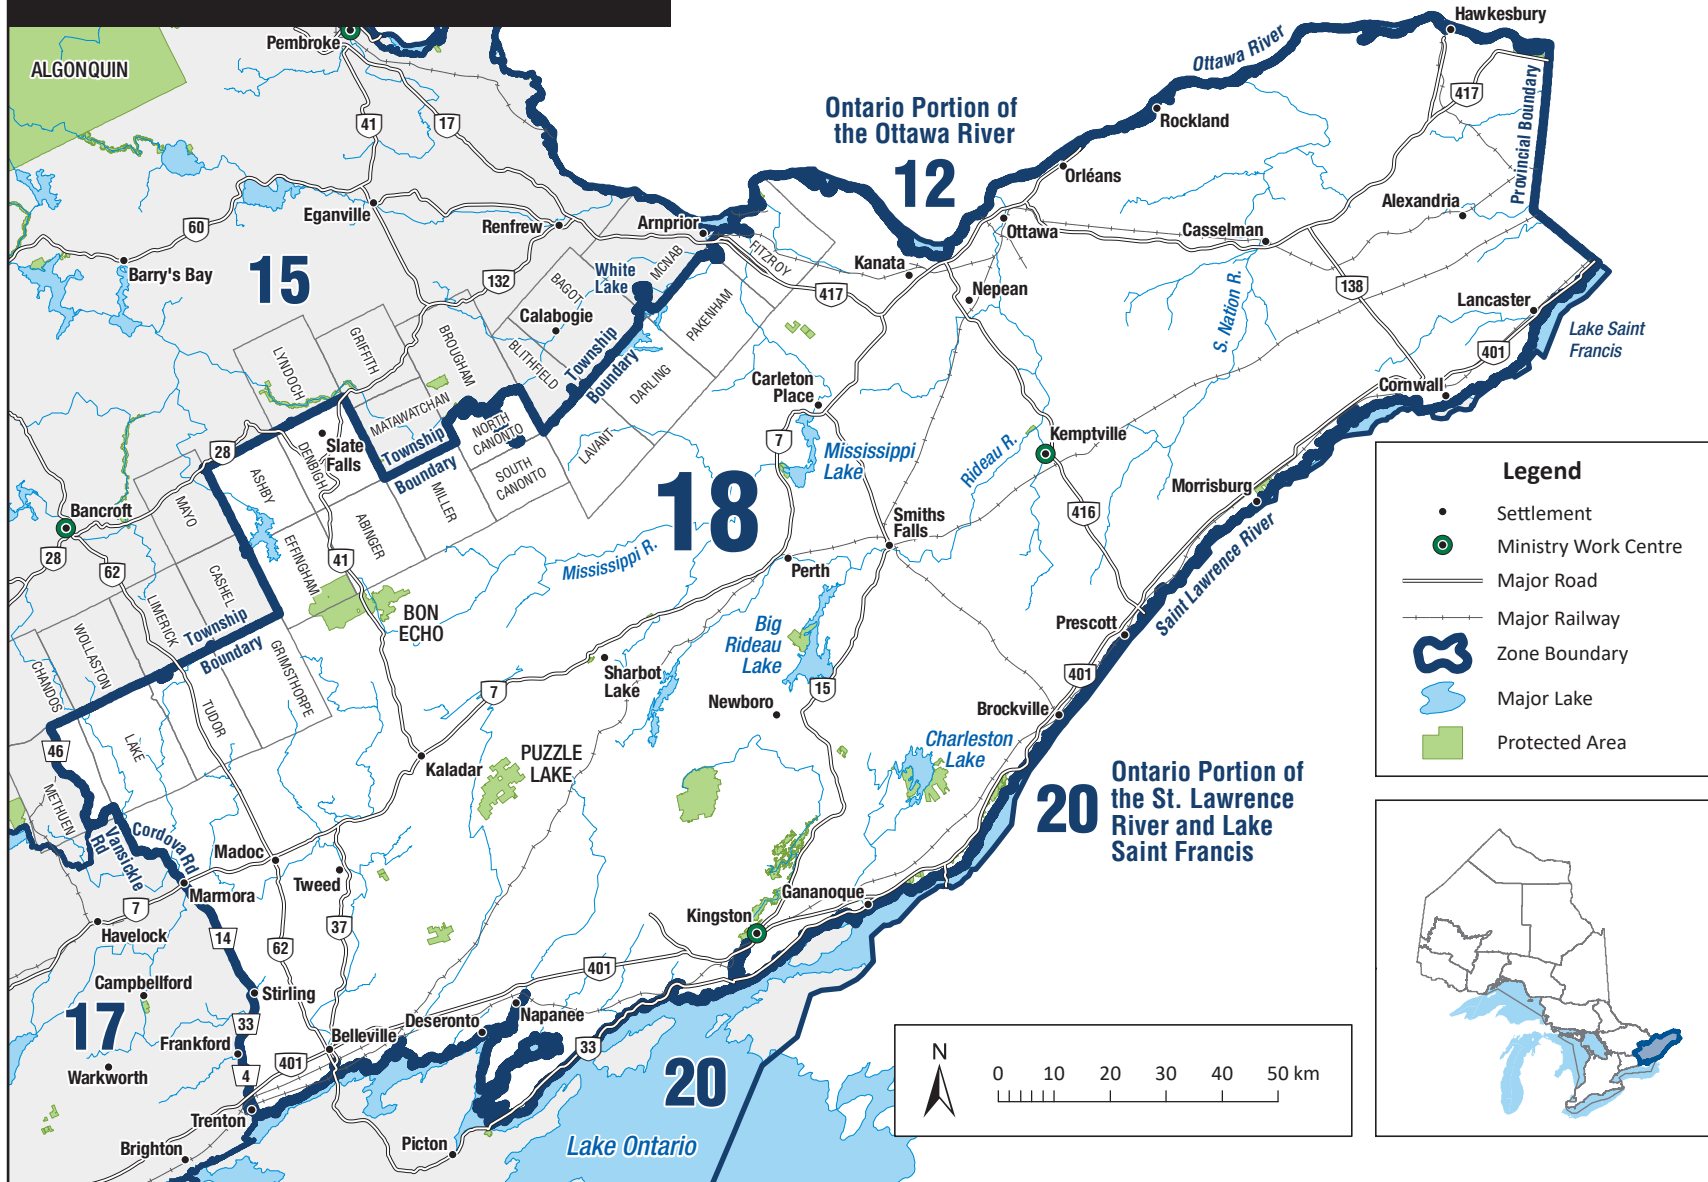 Hawkesbury
Pembroke
Ottawa River
ALGONQUIN
417
Ontario Portion of
the Ottawa River
12
Rockland
41
17
Provincial Boundary
Orléans
Alexandria
60
Eganville
Renfrew
Arnprior
Ottawa
Casselman
FITZROY
MCNAB
Barry's Bay
15
132
White
Lake
BAGOT
Calabogie
Kanata
417
Nepean
138
S. Nation R.
Lancaster
Lake Saint
Francis
401
PAKENHAM
GRIFFITH
LYNDOCH
BROUGHAM
BLITHFIELD
Township
Boundary
DARLING
Carleton
Place
Cornwall
MATAWATCHAN
NORTH
CANONTO
Township
Boundary
Slate
Falls
DENBIGH
28
ASHBY
LAVANT
SOUTH
CANONTO
MILLER
7
Mississippi
Lake
Rideau R.
Kemptville
Legend
Settlement
Ministry Work Centre
Major Road
Major Railway
Zone Boundary
Major Lake
Protected Area
Morrisburg
18
Bancroft
MAYO
28
62
ABINGER
41
EFFINGHAM
CASHEL
LIMERICK
Smiths
Falls
416
Mississippi R.
Perth
Saint Lawrence River
BON
ECHO
Big
Rideau
Lake
Prescott
Township
Boundary
WOLLASTON
CHANDOS
GRIMSTHORPE
TUDOR
Sharbot
Lake
401
7
15
Newboro
Brockville
46
LAKE
Charleston
Lake
PUZZLE
LAKE
Kaladar
METHUEN
20
Ontario Portion of
the St. Lawrence
River and Lake
Saint Francis
Cordova Rd
Vansickle
Rd
Madoc
Tweed
Marmora
Gananoque
7
Kingston
Havelock
14
62
37
401
Campbellford
Stirling
17
33
Napanee
Deseronto
Frankford
Belleville
401
33
Warkworth
4
20
Trenton
N
0 10 20 30 40 50 km
Brighton
Picton
Lake Ontario